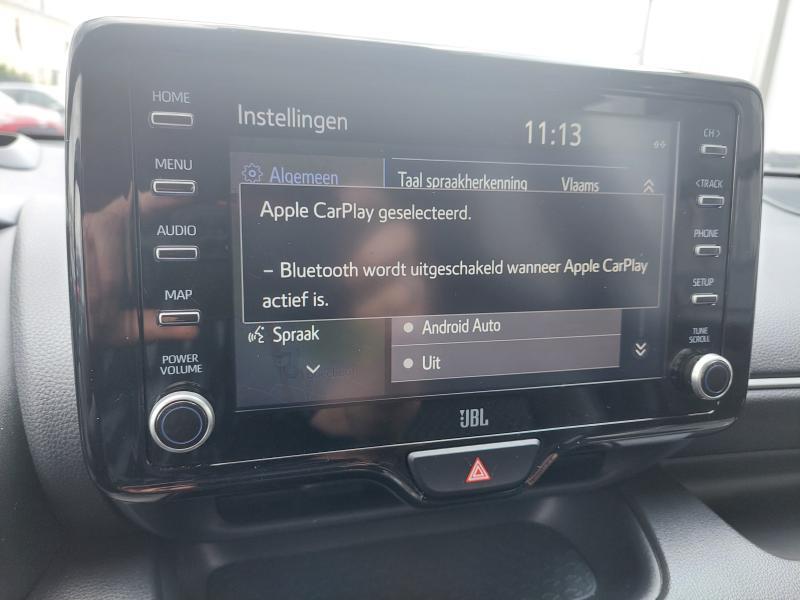 HOME
MENU
AUDIO
MAP
POWER
VOLUME
Instellingen
11:13
Algemeen
Taal spraakherkenning Vlaams
Apple CarPlay geselecteerd.
– Bluetooth wordt uitgeschakeld wanneer Apple CarPlay
actief is.
Spraak
Android Auto
Uit
CH >
< TRACK
PHONE
SETUP
TUNE
SCROLL
JBL